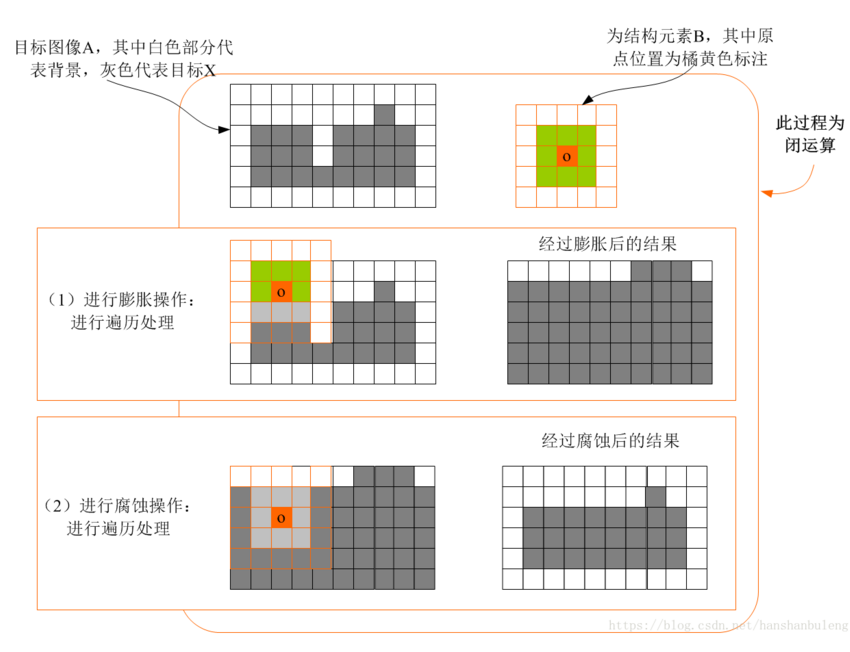 目标图像A，其中白色部分代
表背景，灰色代表目标X
为结构元素B，其中原
点位置为橘黄色标注
此过程为
闭运算
o
（1）进行膨胀操作：
进行遍历处理
o
经过膨胀后的结果
（2）进行腐蚀操作：
进行遍历处理
o
经过腐蚀后的结果
https://blog.csdn.net/hanshanbuleng